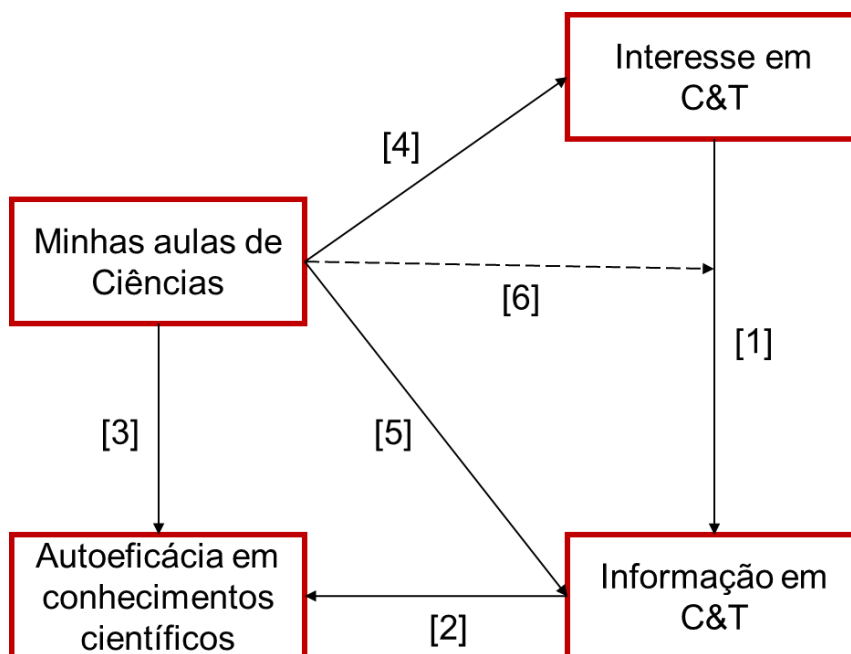 Interesse em
C&T
[4]
Minhas aulas de
Ciências
[6]
[1]
[3]
[5]
Autoeficácia em
conhecimentos
científicos
[2]
Informação em
C&T